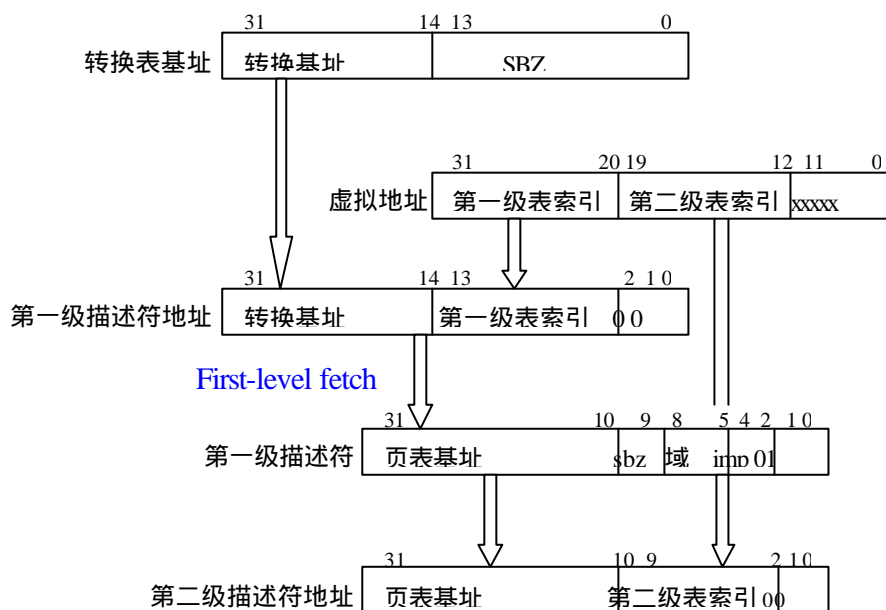 31 14 13 0
转换表基址 转换基址 SBZ
31 20 19 12 11 0
虚拟地址 第一级表索引 第二级表索引 xxxxx
31 14 13 2 1 0
第一级描述符地址 转换基址 第一级表索引 0 0
First-level fetch
31 10 9 8 5 4 2 1 0
第一级描述符 页表基址 sbz 域 imp 01
31 10 9 2 1 0
第二级描述符地址 页表基址 第二级表索引 00